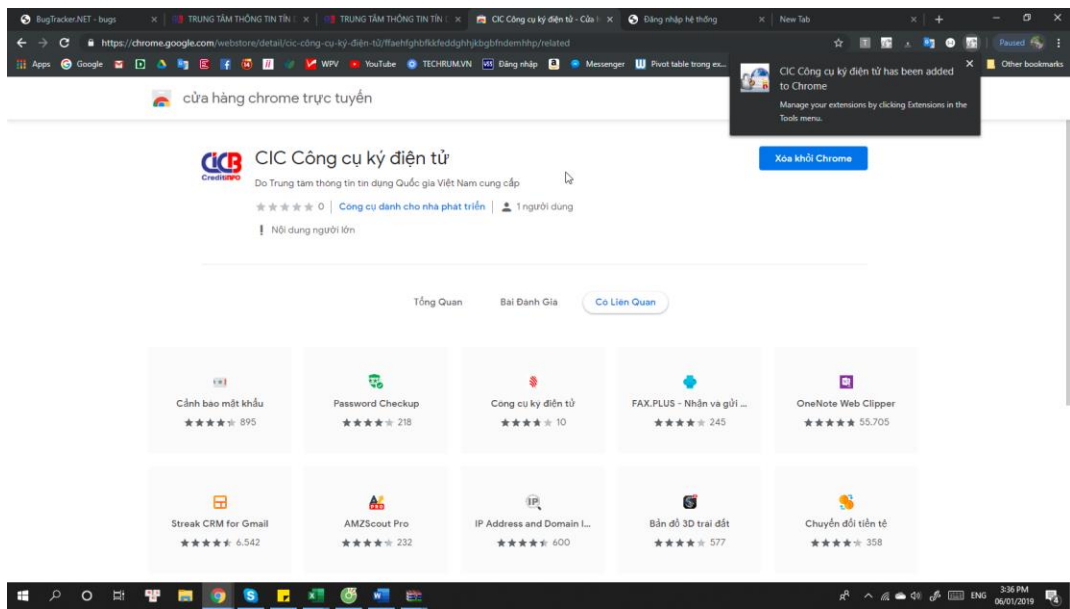 BugTracker.NET - bugs
TRUNG TÂM THÔNG TIN TÍN
TRUNG TÂM THÔNG TIN TÍN
CIC Công cụ ký điện tử - Cửa
Đăng nhập hệ thống
New Tab
https://chrome.google.com/webstore/detail/cic-công-cụ-ký-điện-tử/ffaehfghbfkkfeddghhjkbgbfndemhhp/related
Paused
Apps
Google
WPV
YouTube
TECHRUM.VN
Đăng nhập
Messenger
Pivot table trong ex...
Other bookmarks
CIC Công cụ ký điện tử has been added
to Chrome
Manage your extensions by clicking Extensions in the
Tools menu.
cửa hàng chrome trực tuyến
CICB
CreditINFO
CIC Công cụ ký điện tử
Xóa khỏi Chrome
Do Trung tâm thông tin tín dụng Quốc gia Việt Nam cung cấp
0
Công cụ dành cho nhà phát triển
1 người dùng
Nội dung người lớn
Tổng Quan
Bài Đánh Giá
Có Liên Quan
Cảnh báo mật khẩu
Password Checkup
Công cụ ký điện tử
FAX.PLUS - Nhận và gửi ...
OneNote Web Clipper
895
218
10
245
55.705
Streak CRM for Gmail
AMZScout Pro
IP Address and Domain I...
Bản đồ 3D trái đất
Chuyển đổi tiền tệ
6.542
232
600
577
358
ENG
3:36 PM
06/01/2019